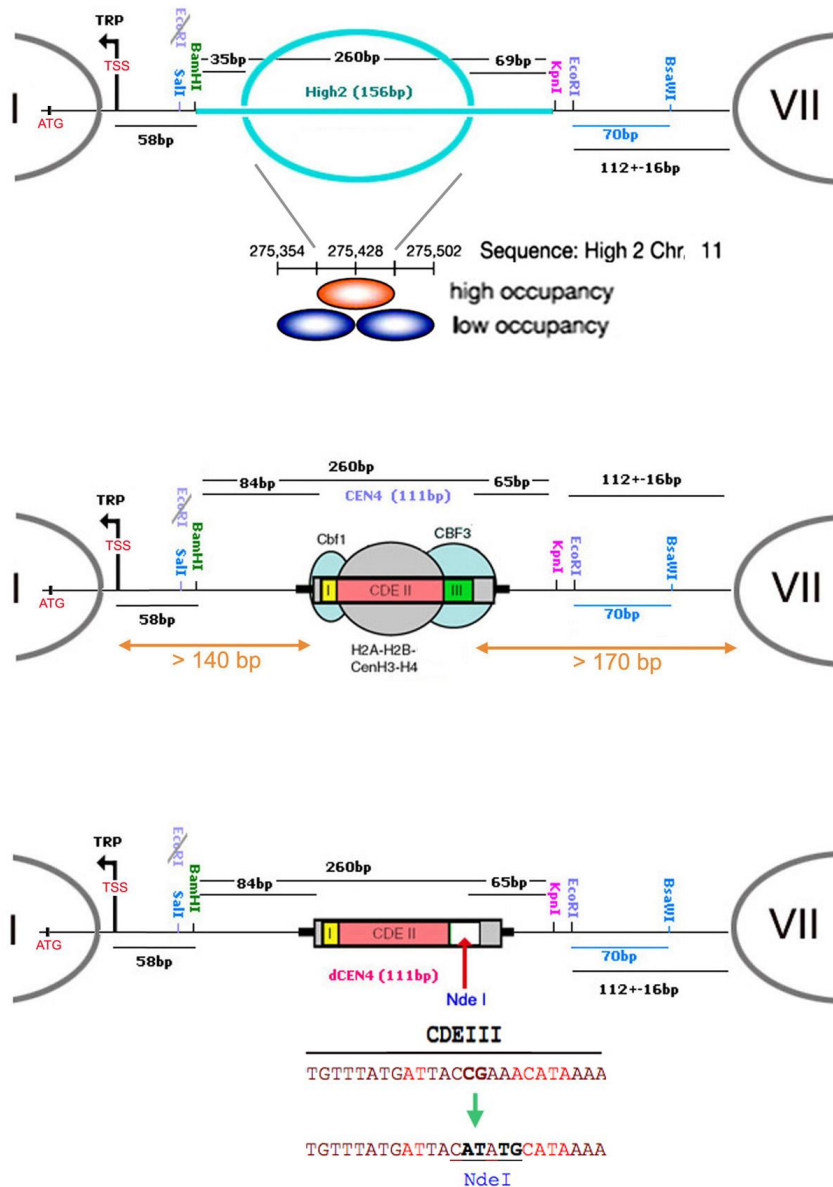 TRP
TSS
EcoRI
SalI
BamHI
35bp
260bp
69bp
KpnI
EcoRI
BsaWI
I
ATG
High2 (156bp)
VII
58bp
70bp
112+-16bp
275,354 275,428 275,502 Sequence: High 2 Chr. 11
high occupancy
low occupancy
260bp
84bp
CEN4 (111bp)
65bp
112+-16bp
TRP
TSS
EcoRI
SalI
BamHI
Cbf1
CBF3
KpnI
EcoRI
BsaWI
I
ATG
I
CDE II
III
VII
58bp
70bp
H2A-H2B-
CenH3-H4
> 140 bp
> 170 bp
TRP
TSS
EcoRI
SalI
BamHI
260bp
84bp
65bp
KpnI
EcoRI
BsaWI
I
ATG
I
CDE II
VII
58bp
dCEN4 (111bp)
70bp
Nde I
112+-16bp
CDEIII
TGTTTATGATTACCGAAACATAAAA
TGTTTATGATTACATATGCATAAAA
NdeI